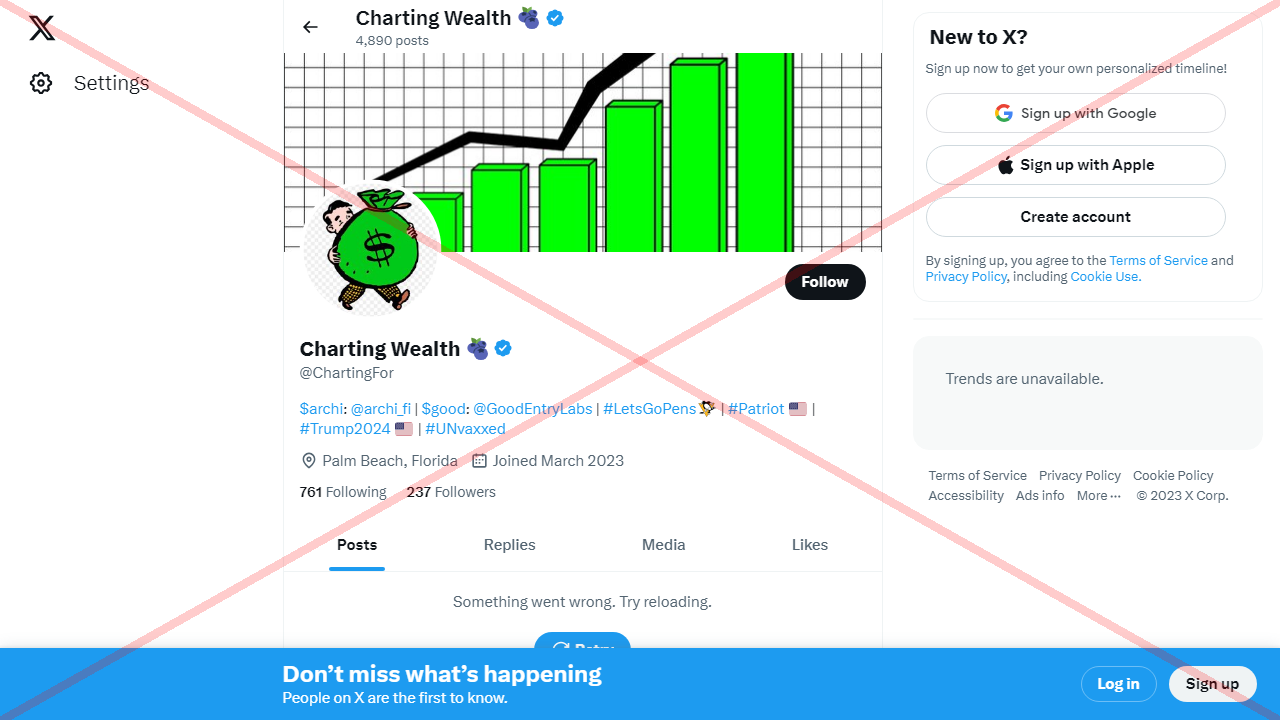 Settings
Charting Wealth
4,890 posts
$
Follow
Charting Wealth
@ChartingFor
$archi: @archi_fi | $good: @GoodEntryLabs | #LetsGoPens | #Patriot 🇺🇸 |
#Trump2024 🇺🇸 | #UNvaxxed
Palm Beach, Florida Joined March 2023
761 Following 237 Followers
Posts Replies Media Likes
Something went wrong. Try reloading.
Retry
New to X?
Sign up now to get your own personalized timeline!
Sign up with Google
Sign up with Apple
Create account
By signing up, you agree to the Terms of Service and
Privacy Policy, including Cookie Use.
Trends are unavailable.
Terms of Service Privacy Policy Cookie Policy
Accessibility Ads info More ··· © 2023 X Corp.
Don’t miss what’s happening
People on X are the first to know.
Log in Sign up